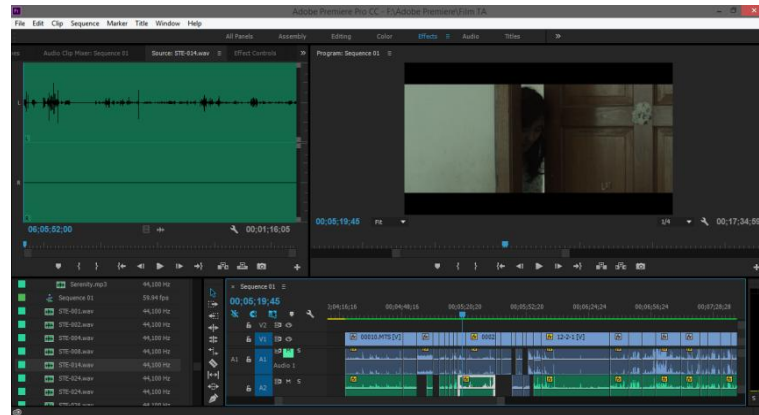 Adobe Premiere Pro CC - F:\Adobe Premiere\Film TA
File Edit Clip Sequence Marker Title Window Help
All Panels Assembly Editing Color Effects Audio Titles
Audio Clip Mixer: Sequence 01 Source: STE-014.wav Effect Controls
Program: Sequence 01
L
R
06;05;52;00 00;01;16;05
00;05;19;45 Fit 1/4 00;17;34;59
Serenity.mp3 44,100 Hz
Sequence 01 59.94 fps
STE-001.wav 44,100 Hz
STE-002.wav 44,100 Hz
STE-004.wav 44,100 Hz
STE-008.wav 44,100 Hz
STE-014.wav 44,100 Hz
STE-024.wav 44,100 Hz
Sequence 01
00;05;19;45
00;04;48;16 00;05;20;20 00;05;52;20 00;06;24;24 00;06;56;24 00;07;28;28
V2
V1 00010.MTS [V] 0002 12-2-1 [V]
A1 A1 M S
Audio 1
A2 M S